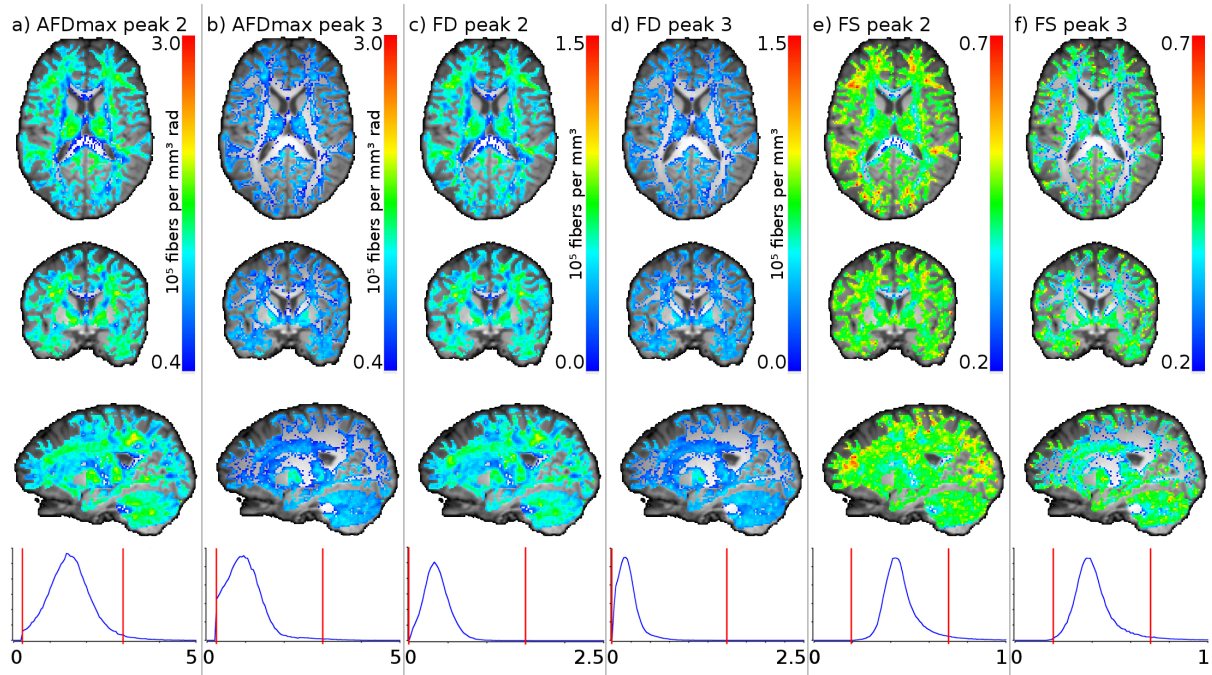 a) AFDmax peak 2
b) AFDmax peak 3
c) FD peak 2
d) FD peak 3
e) FS peak 2
f) FS peak 3
3.0
3.0
1.5
1.5
0.7
0.7
10⁵ fibers per mm³ rad
10⁵ fibers per mm³ rad
10⁵ fibers per mm³
10⁵ fibers per mm³
0.4
0.4
0.0
0.0
0.2
0.2
0 5
0 5
0 2.5
0 2.5
0 1
0 1